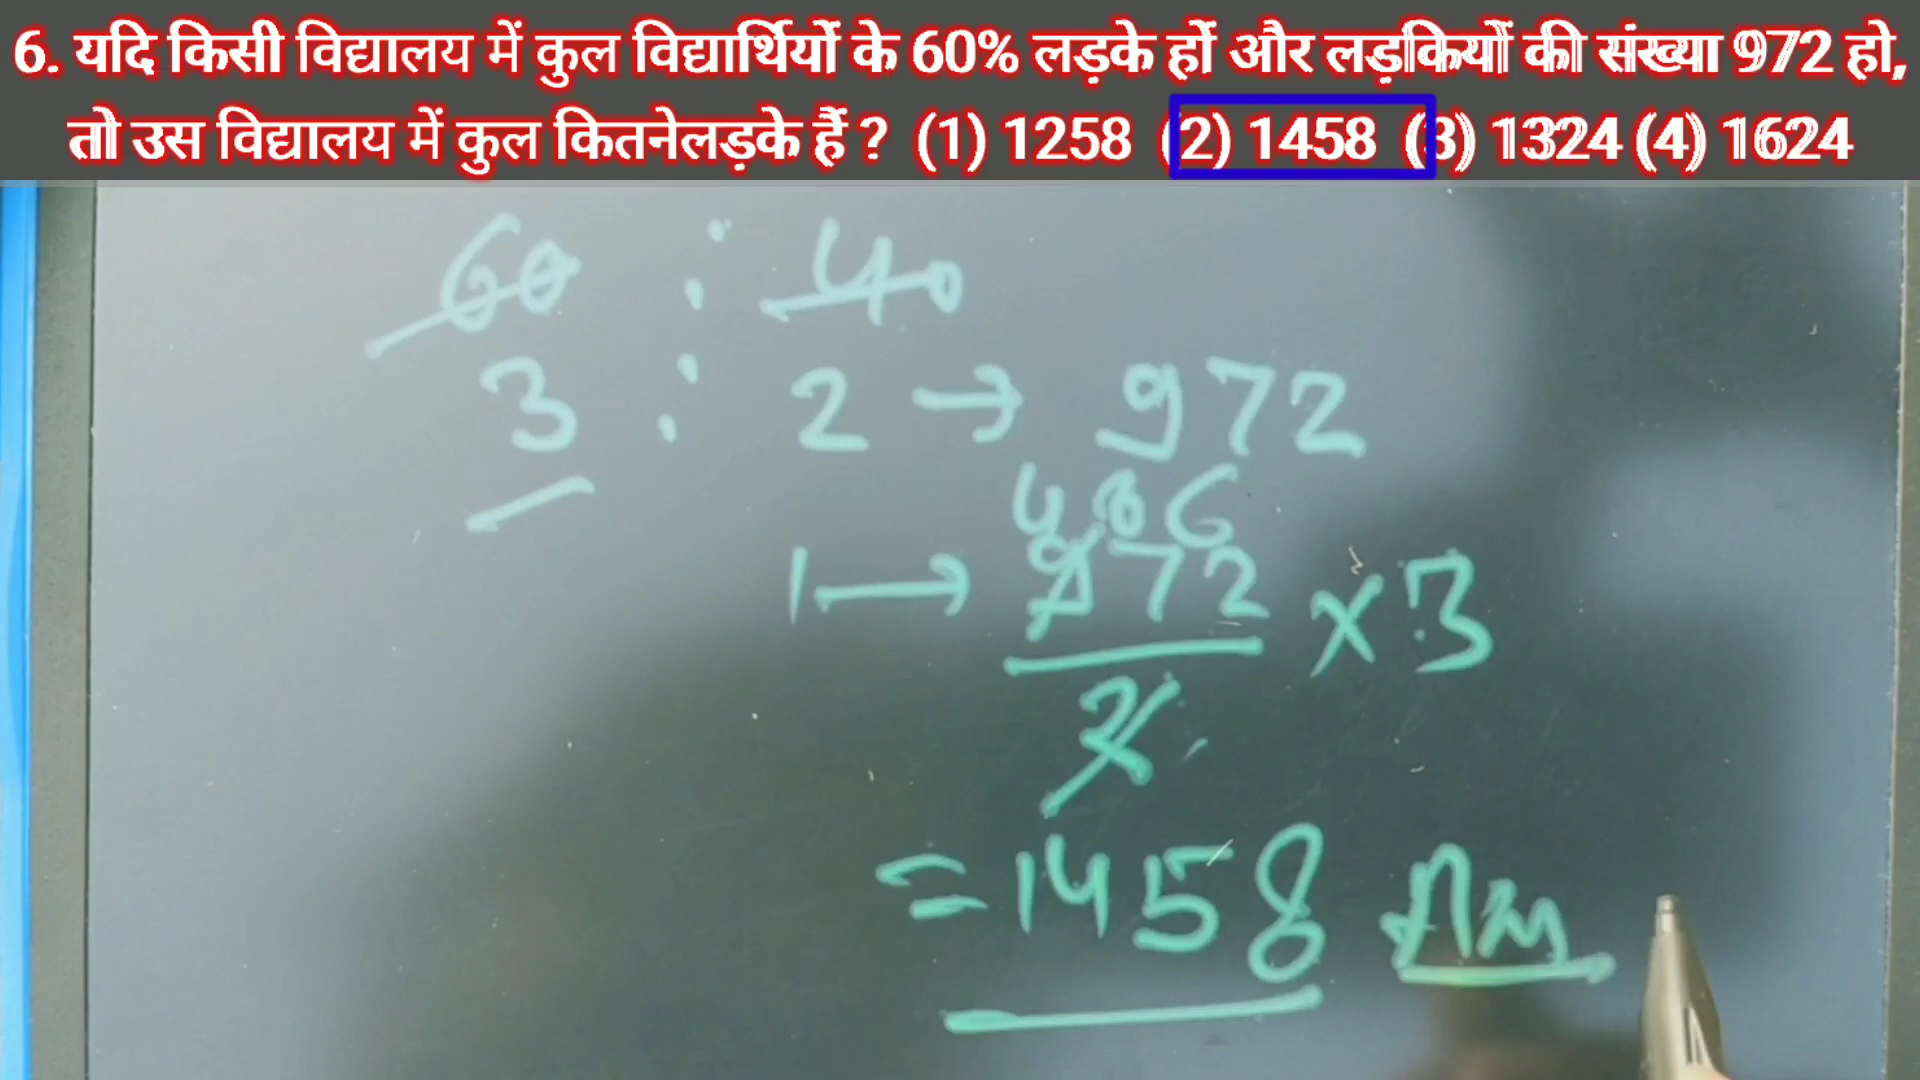 6. यदि किसी विद्यालय में कुल विद्यार्थियों के 60% लड़के हों और लड़कियों की संख्या 972 हो,
तो उस विद्यालय में कुल कितनेलड़के हैं ? (1) 1258 (2) 1458 (3) 1324 (4) 1624
60 : 40
3 : 2 → 972
486
1 → 972 × 3
2
= 1458 Ans